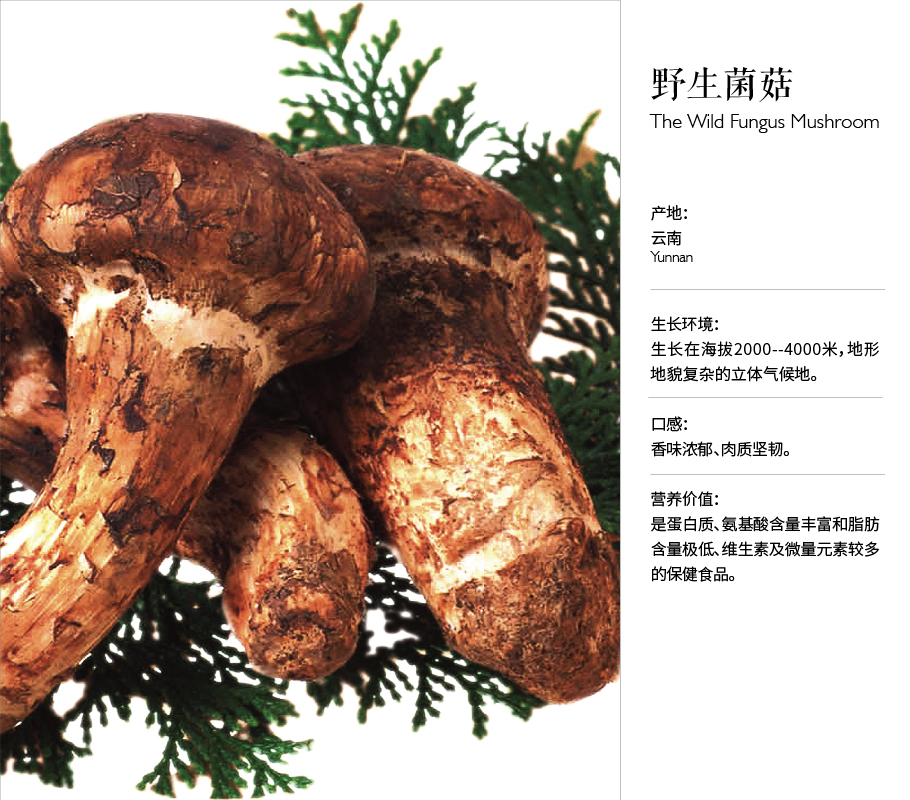 野生菌菇
The Wild Fungus Mushroom
产地:
云南
Yunnan
生长环境:
生长在海拔2000--4000米,地形
地貌复杂的立体气候地。
口感:
香味浓郁、肉质坚韧。
营养价值:
是蛋白质、氨基酸含量丰富和脂肪
含量极低、维生素及微量元素较多
的保健食品。